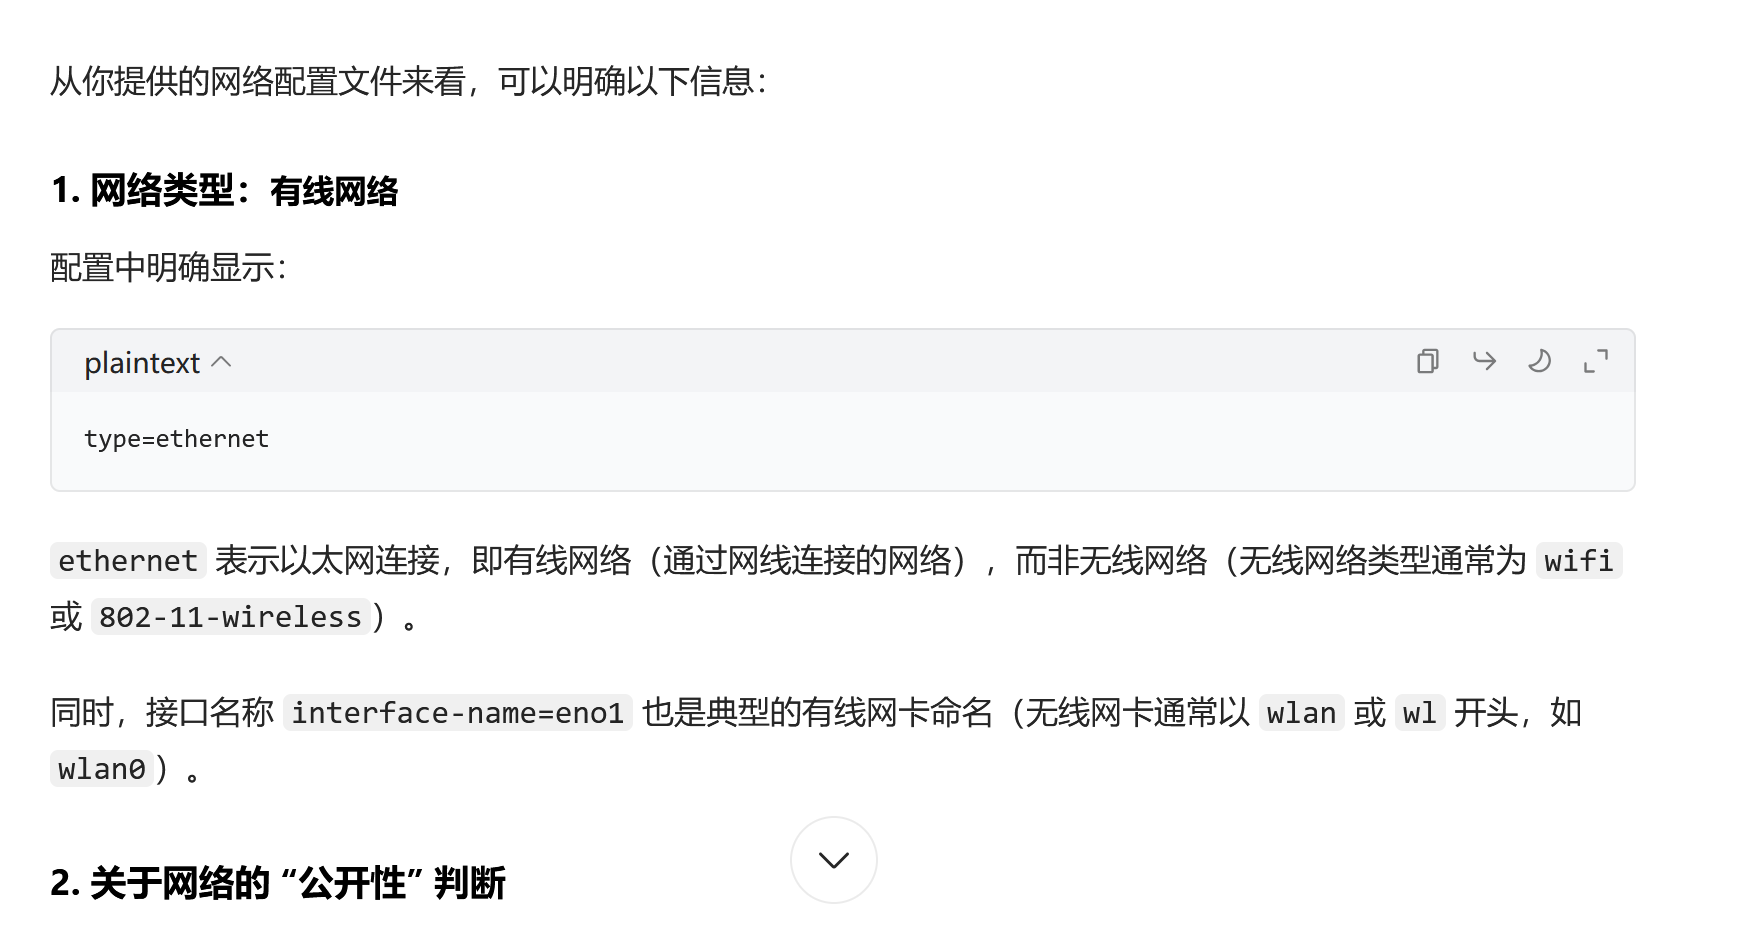 从你提供的网络配置文件来看，可以明确以下信息：
1. 网络类型：有线网络
配置中明确显示：
plaintext
type=ethernet
ethernet 表示以太网连接，即有线网络（通过网线连接的网络），而非无线网络（无线网络类型通常为 wifi
或 802-11-wireless）。
同时，接口名称 interface-name=eno1 也是典型的有线网卡命名（无线网卡通常以 wlan 或 wl 开头，如
wlan0）。
2. 关于网络的 “公开性” 判断